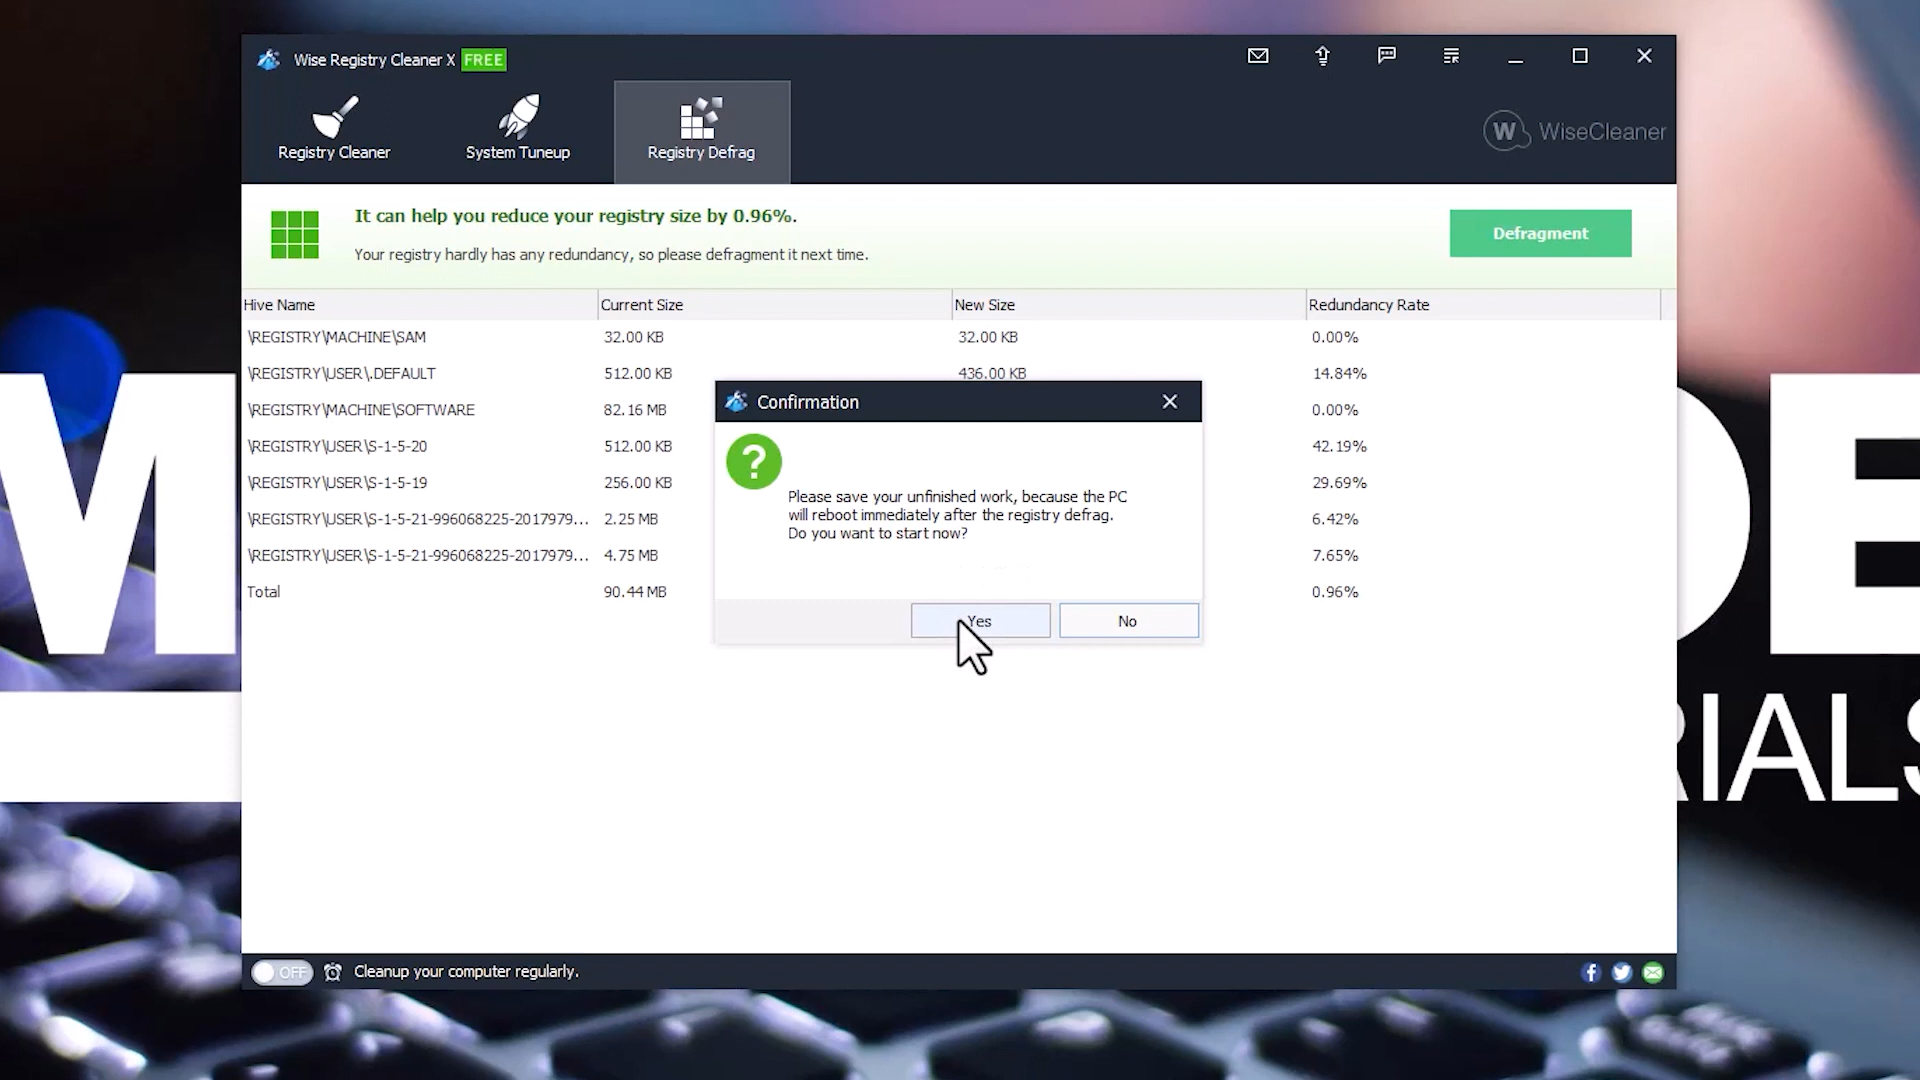 Wise Registry Cleaner X FREE
Registry Cleaner
System Tuneup
Registry Defrag
W WiseCleaner
It can help you reduce your registry size by 0.96%.
Your registry hardly has any redundancy, so please defragment it next time.
Defragment
Hive Name Current Size New Size Redundancy Rate
\REGISTRY\MACHINE\SAM 32.00 KB 32.00 KB 0.00%
\REGISTRY\USER\.DEFAULT 512.00 KB 436.00 KB 14.84%
\REGISTRY\MACHINE\SOFTWARE 82.16 MB 0.00%
\REGISTRY\USER\S-1-5-20 512.00 KB 42.19%
\REGISTRY\USER\S-1-5-19 256.00 KB 29.69%
\REGISTRY\USER\S-1-5-21-996068225-2017979... 2.25 MB 6.42%
\REGISTRY\USER\S-1-5-21-996068225-2017979... 4.75 MB 7.65%
Total 90.44 MB 0.96%
Confirmation
?
Please save your unfinished work, because the PC
will reboot immediately after the registry defrag.
Do you want to start now?
Yes No
OFF Cleanup your computer regularly.
M
DE
RIALS